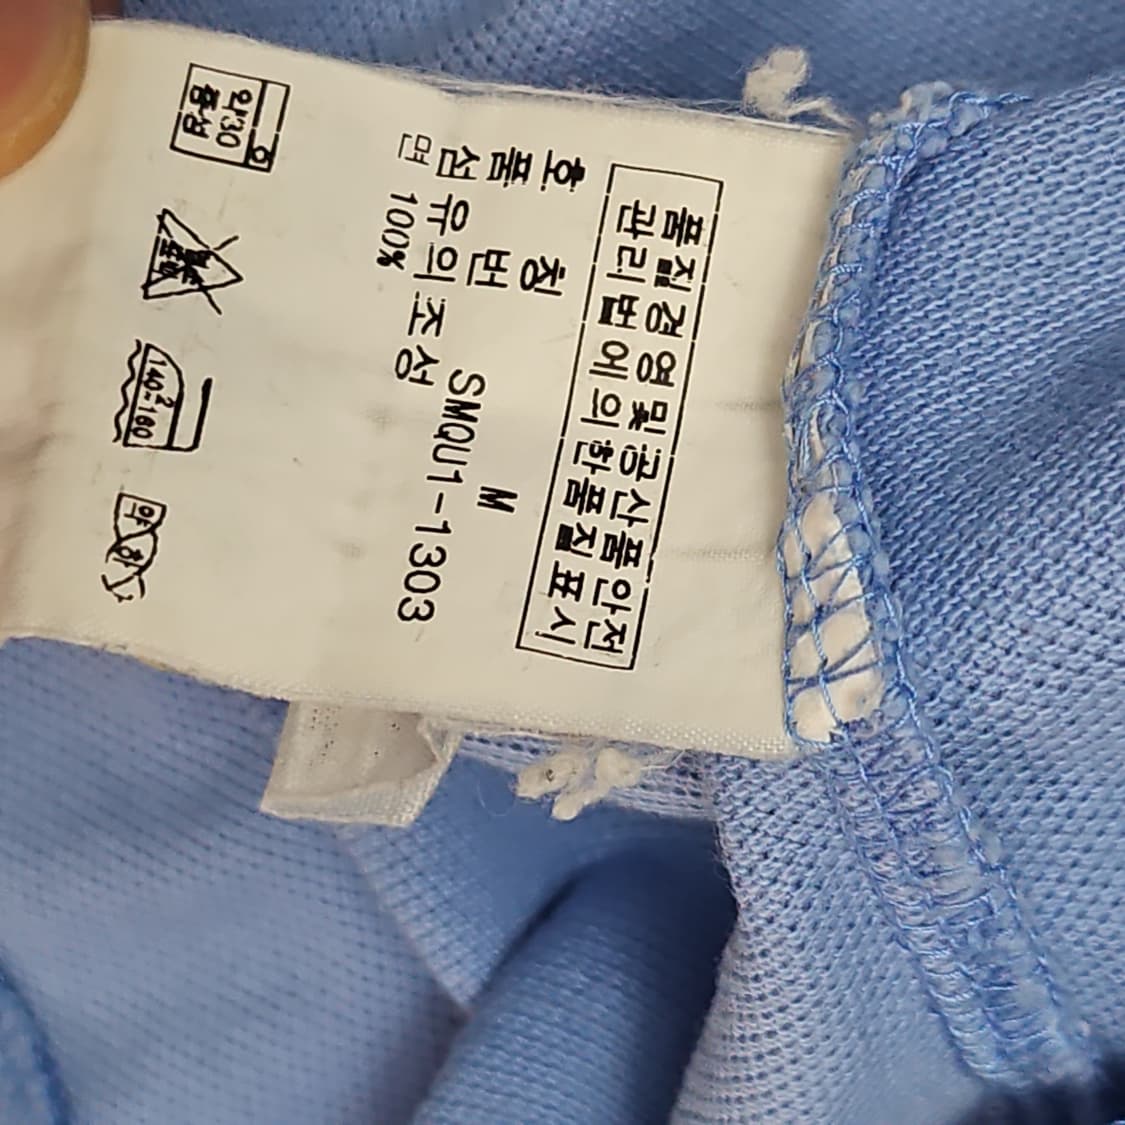 품질경영및공산품안전
관리법에의한품질표시
호 칭 M
품 번 SMQU1-1303
섬유의조성
면 100%
약30
중성
140~160
약하게